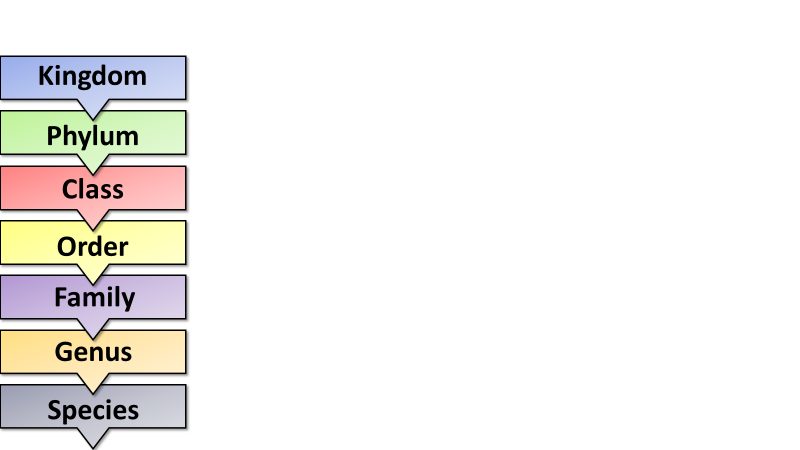 Kingdom
Phylum
Class
Order
Family
Genus
Species